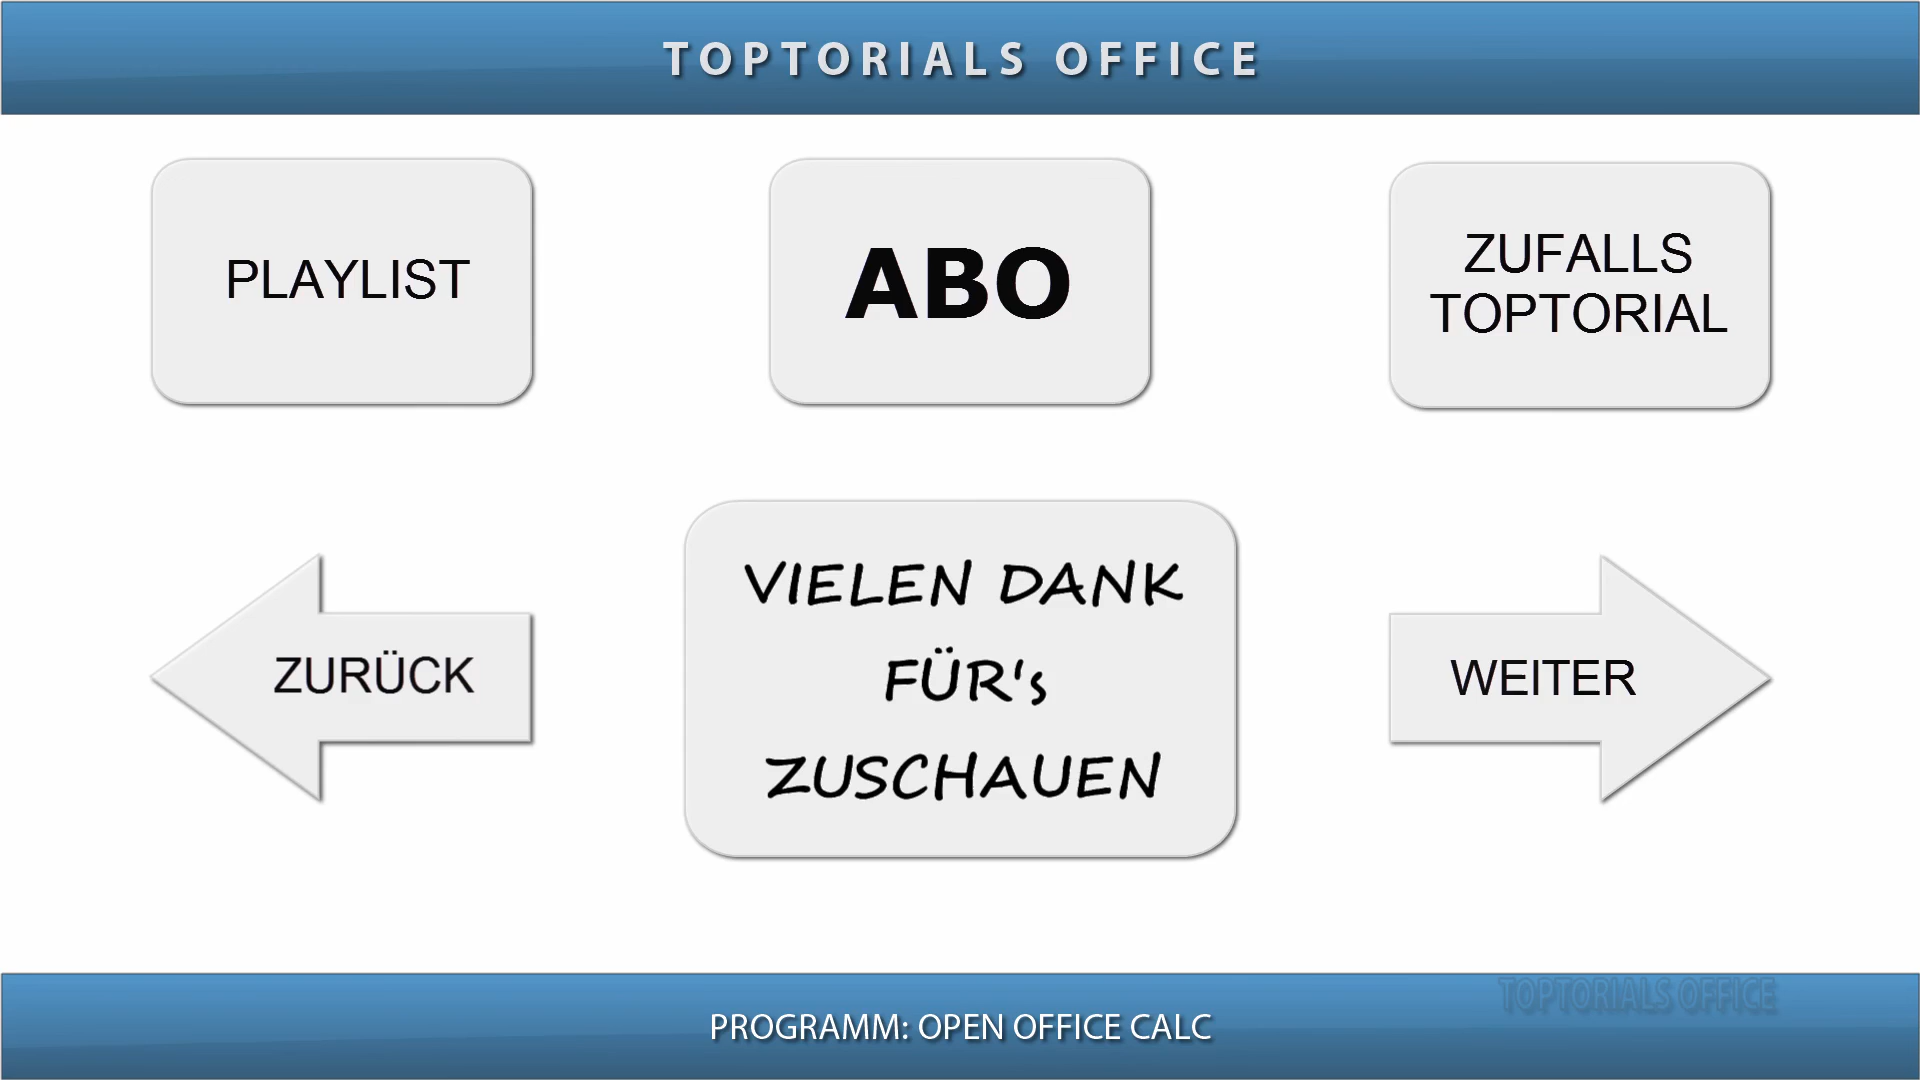 TOPTORIALS OFFICE
PLAYLIST
ABO
ZUFALLS
TOPTORIAL
ZURÜCK
VIELEN DANK
FÜR's
ZUSCHAUEN
WEITER
TOPTORIALS OFFICE
PROGRAMM: OPEN OFFICE CALC